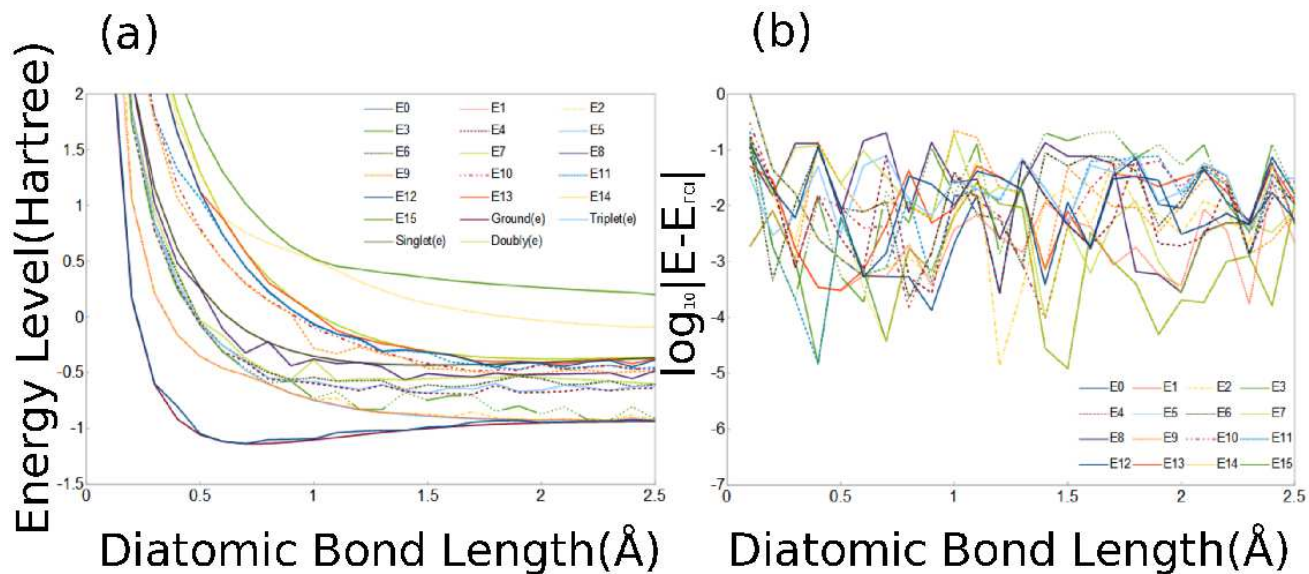 (a)
Energy Level(Hartree)
2
1.5
1
0.5
0
-0.5
-1
-1.5
0
0.5
1
1.5
2
2.5
E0
E1
E2
E3
E4
E5
E6
E7
E8
E9
E10
E11
E12
E13
E14
E15
Ground(e)
Triplet(e)
Singlet(e)
Doubly(e)
Diatomic Bond Length(Å)
(b)
log₁₀|E-E_rCI|
0
-1
-2
-3
-4
-5
-6
-7
0
0.5
1
1.5
2
2.5
E0
E1
E2
E3
E4
E5
E6
E7
E8
E9
E10
E11
E12
E13
E14
E15
Diatomic Bond Length(Å)